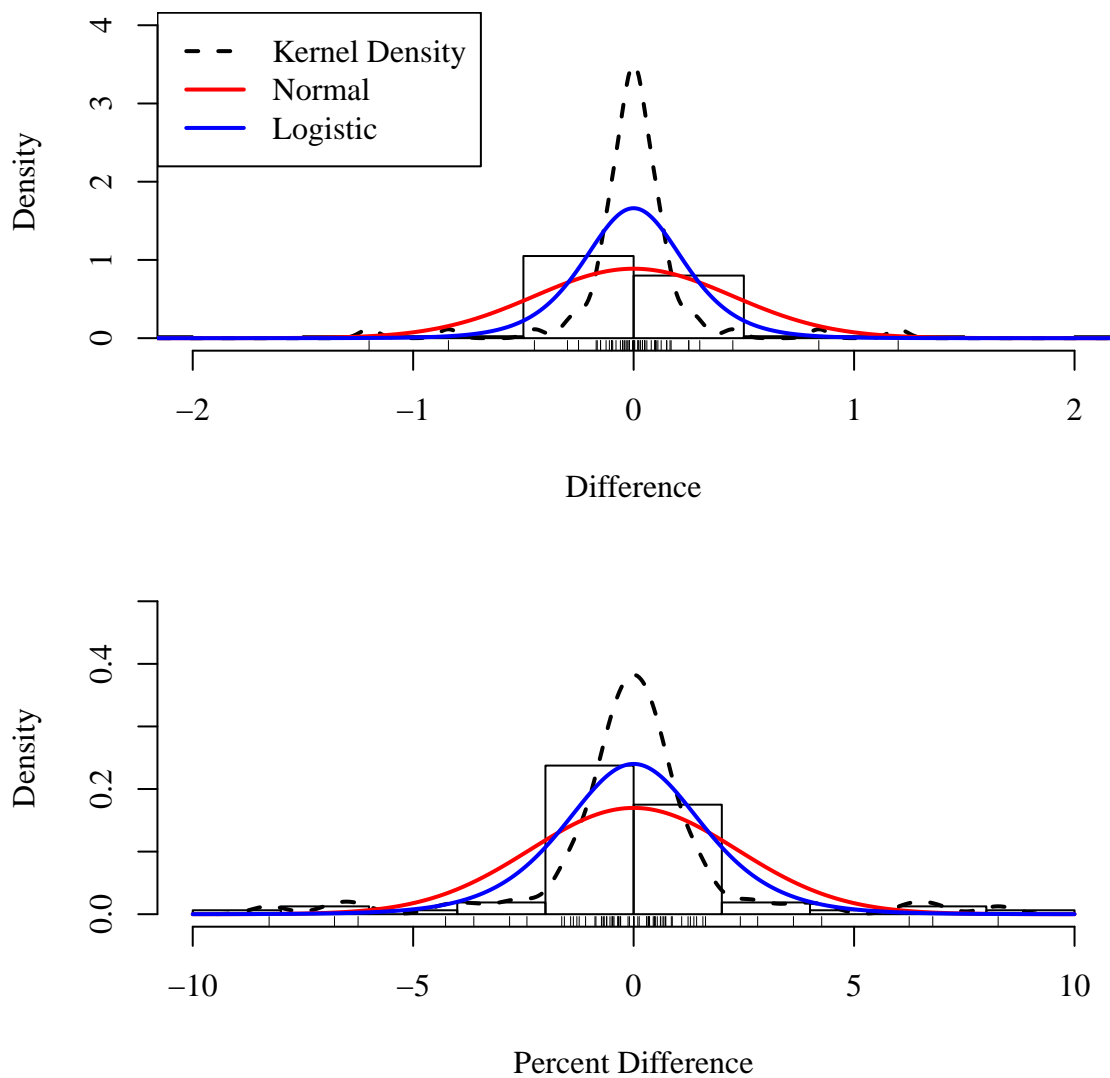 4
3
2
1
0
Density
Kernel Density
Normal
Logistic
−2
−1
0
1
2
Difference
0.4
0.2
0.0
Density
−10
−5
0
5
10
Percent Difference